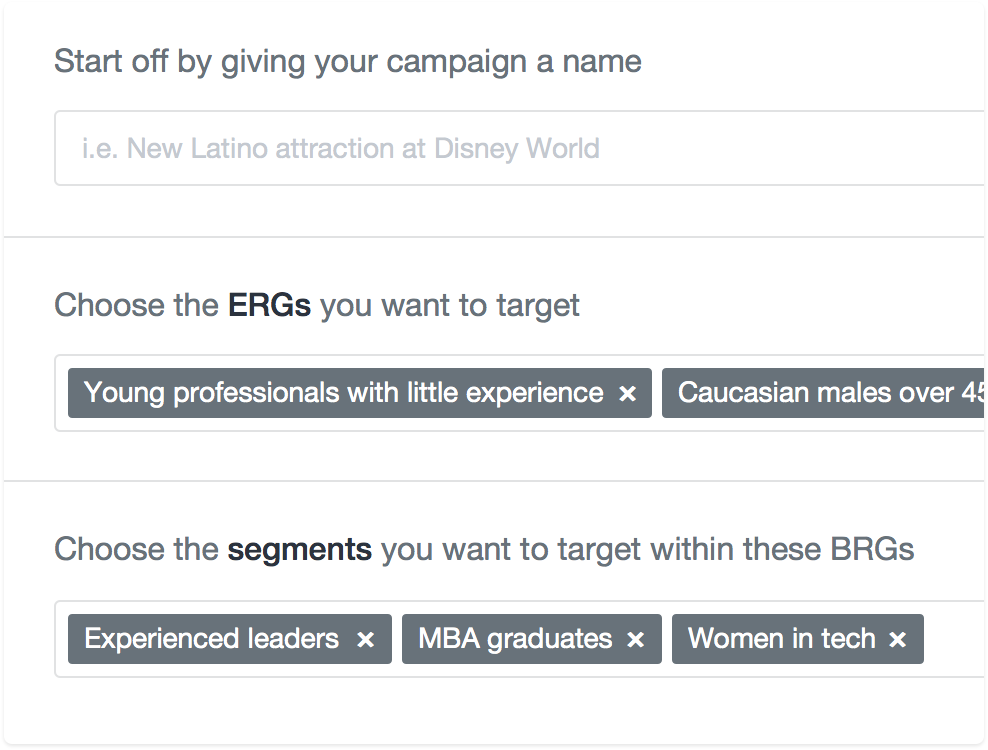 Start off by giving your campaign a name
i.e. New Latino attraction at Disney World
Choose the ERGs you want to target
Young professionals with little experience × Caucasian males over 45
Choose the segments you want to target within these BRGs
Experienced leaders × MBA graduates × Women in tech ×